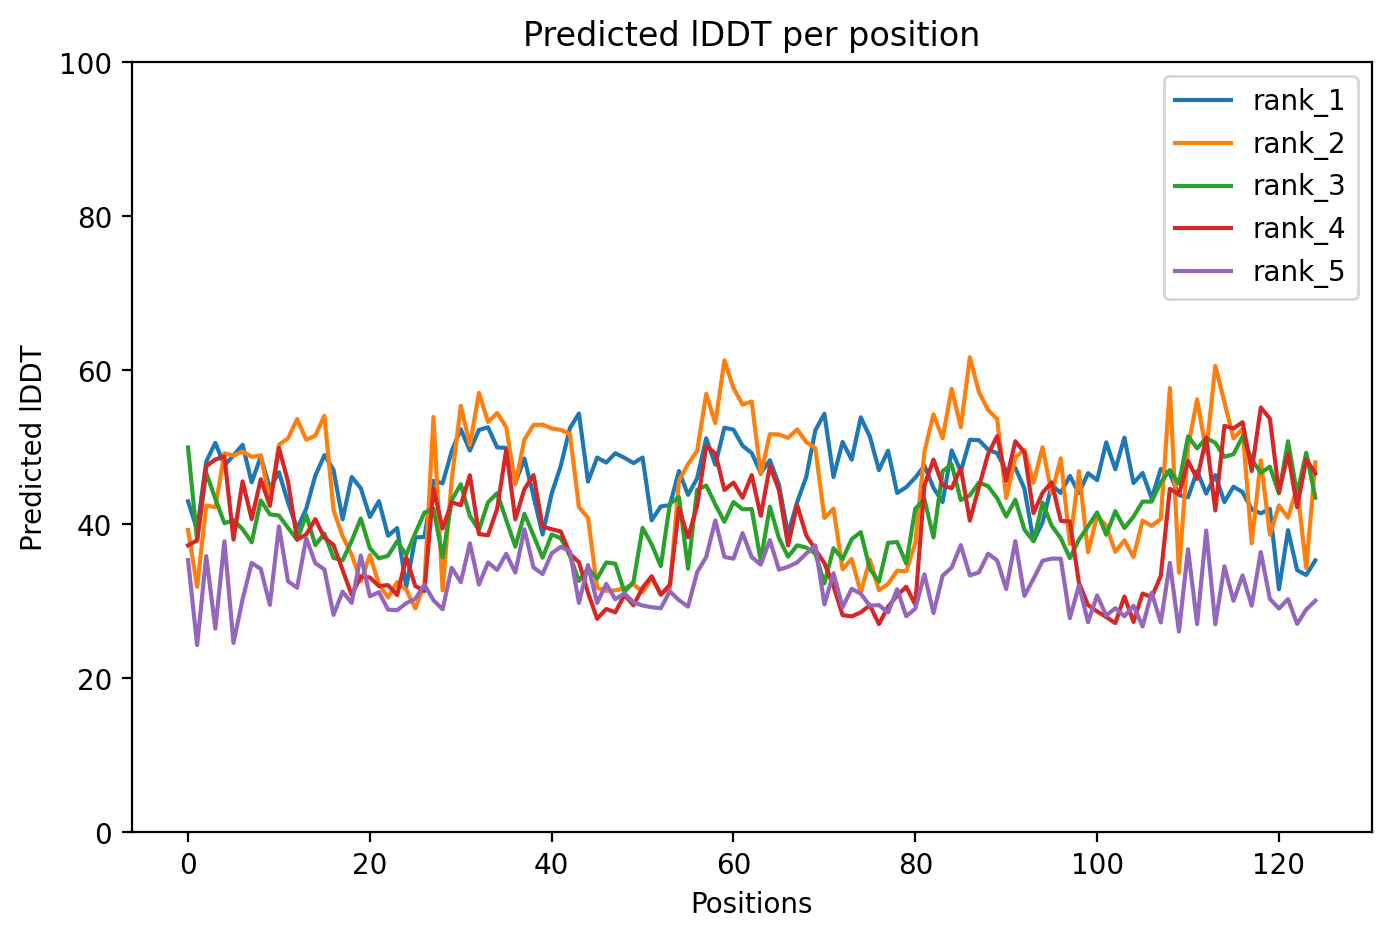 Predicted lDDT per position
100
80
60
40
20
0
Predicted lDDT
0 20 40 60 80 100 120
Positions
rank_1
rank_2
rank_3
rank_4
rank_5